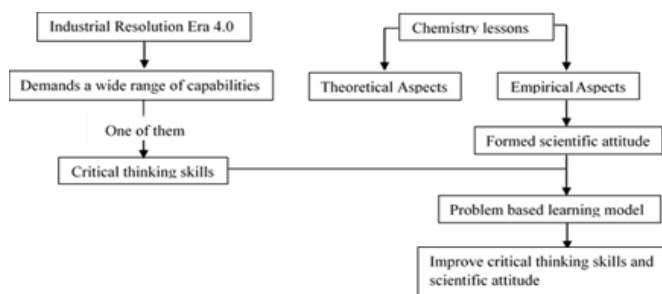 Industrial Resolution Era 4.0
Chemistry lessons
Demands a wide range of capabilities
Theoretical Aspects
Empirical Aspects
One of them
Formed scientific attitude
Critical thinking skills
Problem based learning model
Improve critical thinking skills and
scientific attitude